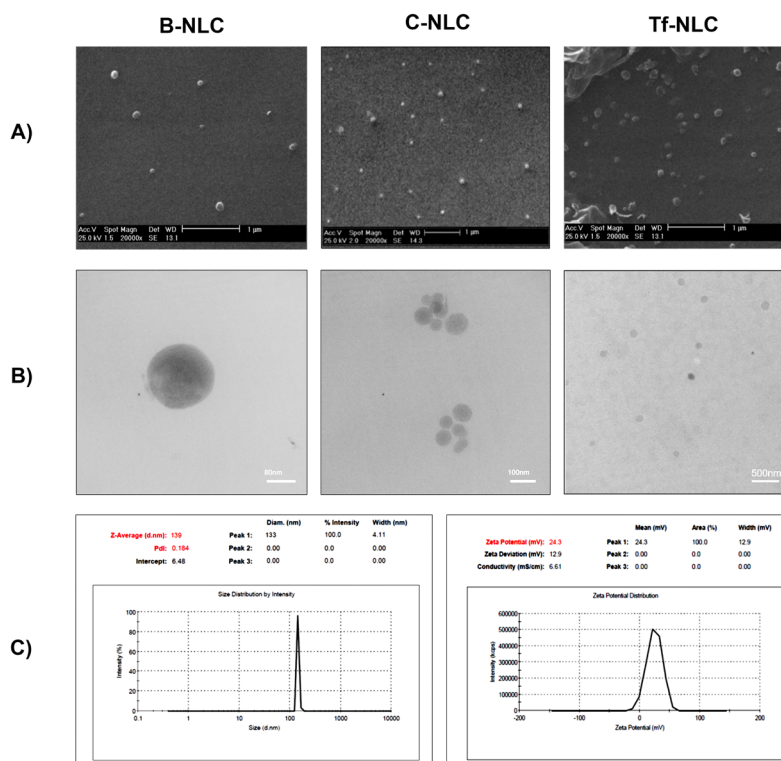 B-NLC C-NLC Tf-NLC
A)
Acc.V Spot Magn Det WD 1 µm
25.0 kV 1.5 20000x SE 13.1
Acc.V Spot Magn Det WD 1 µm
25.0 kV 2.0 20000x SE 14.3
Acc.V Spot Magn Det WD 1 µm
25.0 kV 1.5 20000x SE 13.1
B)
80nm
100nm
500nm
C)
Diam. (nm) % Intensity Width (nm)
Z-Average (d.nm): 139 Peak 1: 133 100.0 4.11
PdI: 0.184 Peak 2: 0.00 0.0 0.00
Intercept: 6.48 Peak 3: 0.00 0.0 0.00
Size Distribution by Intensity
Intensity (%)
100
80
60
40
20
0
0.1 1 10 100 1000 10000
Size (d.nm)
Mean (mV) Area (%) Width (mV)
Zeta Potential (mV): 24.3 Peak 1: 24.3 100.0 12.9
Zeta Deviation (mV): 12.9 Peak 2: 0.00 0.0 0.00
Conductivity (mS/cm): 6.61 Peak 3: 0.00 0.0 0.00
Zeta Potential Distribution
Intensity (kcps)
600000
500000
400000
300000
200000
100000
0
-200 -100 0 100 200
Zeta Potential (mV)